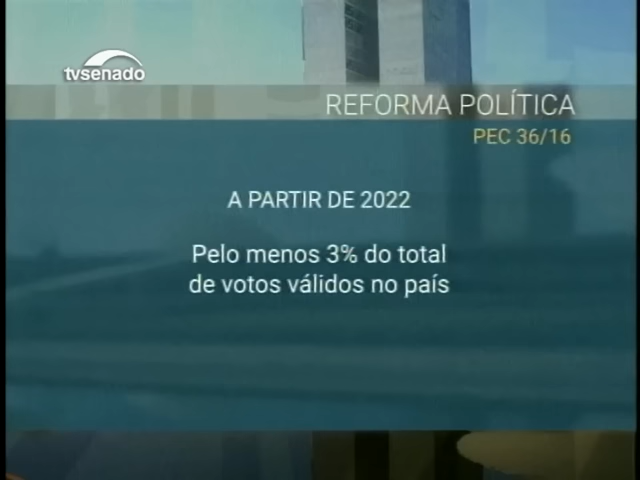 tvsenado
REFORMA POLÍTICA
PEC 36/16
A PARTIR DE 2022
Pelo menos 3% do total
de votos válidos no país